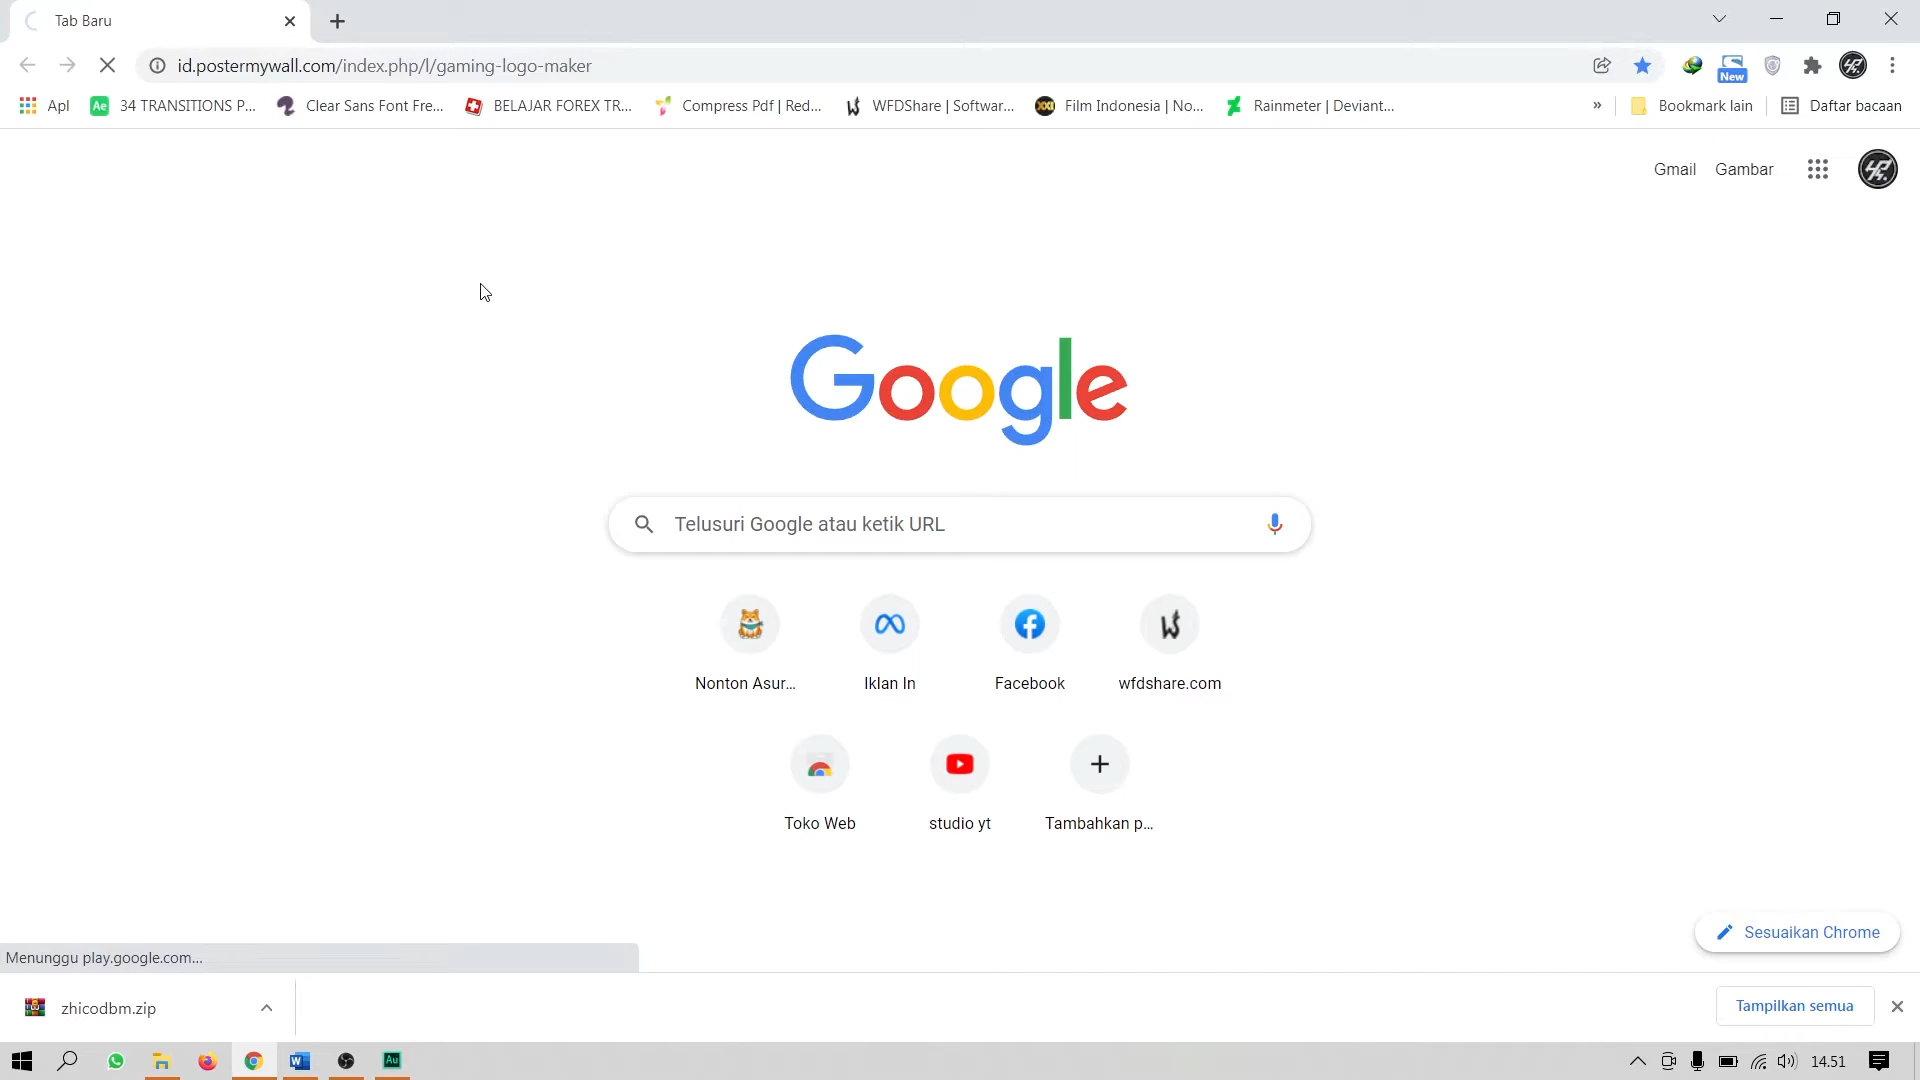 Tab Baru
id.postermywall.com/index.php/l/gaming-logo-maker
New
Apl
34 TRANSITIONS P...
Clear Sans Font Fre...
BELAJAR FOREX TR...
Compress Pdf | Red...
WFDShare | Softwar...
Film Indonesia | No...
Rainmeter | Deviant...
»
Bookmark lain
Daftar bacaan
Gmail
Gambar
Google
Telusuri Google atau ketik URL
Nonton Asur...
Iklan In
Facebook
wfdshare.com
Toko Web
studio yt
Tambahkan p...
Sesuaikan Chrome
Menunggu play.google.com...
zhicodbm.zip
Tampilkan semua
14.51